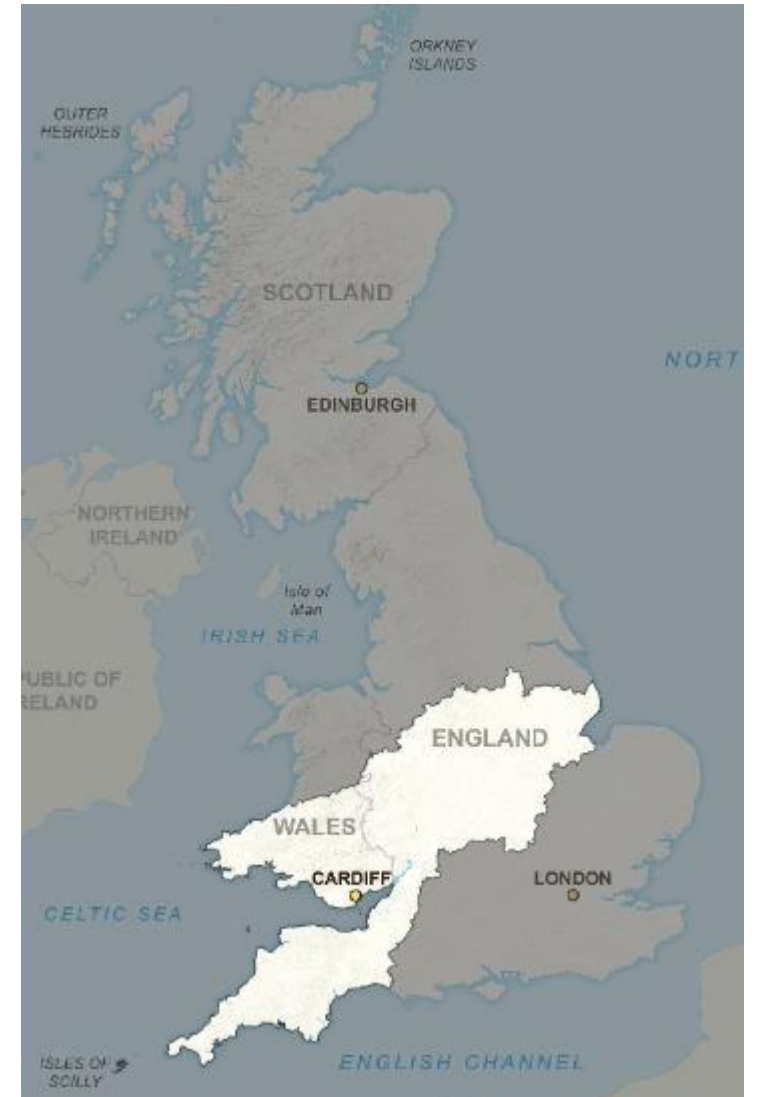 ORKNEY
ISLANDS
OUTER
HEBRIDES
SCOTLAND
NORT
EDINBURGH
NORTHERN
IRELAND
Isle of
Man
IRISH SEA
PUBLIC OF
RELAND
ENGLAND
WALES
CARDIFF
LONDON
CELTIC SEA
ISLES OF
SCILLY
ENGLISH CHANNEL